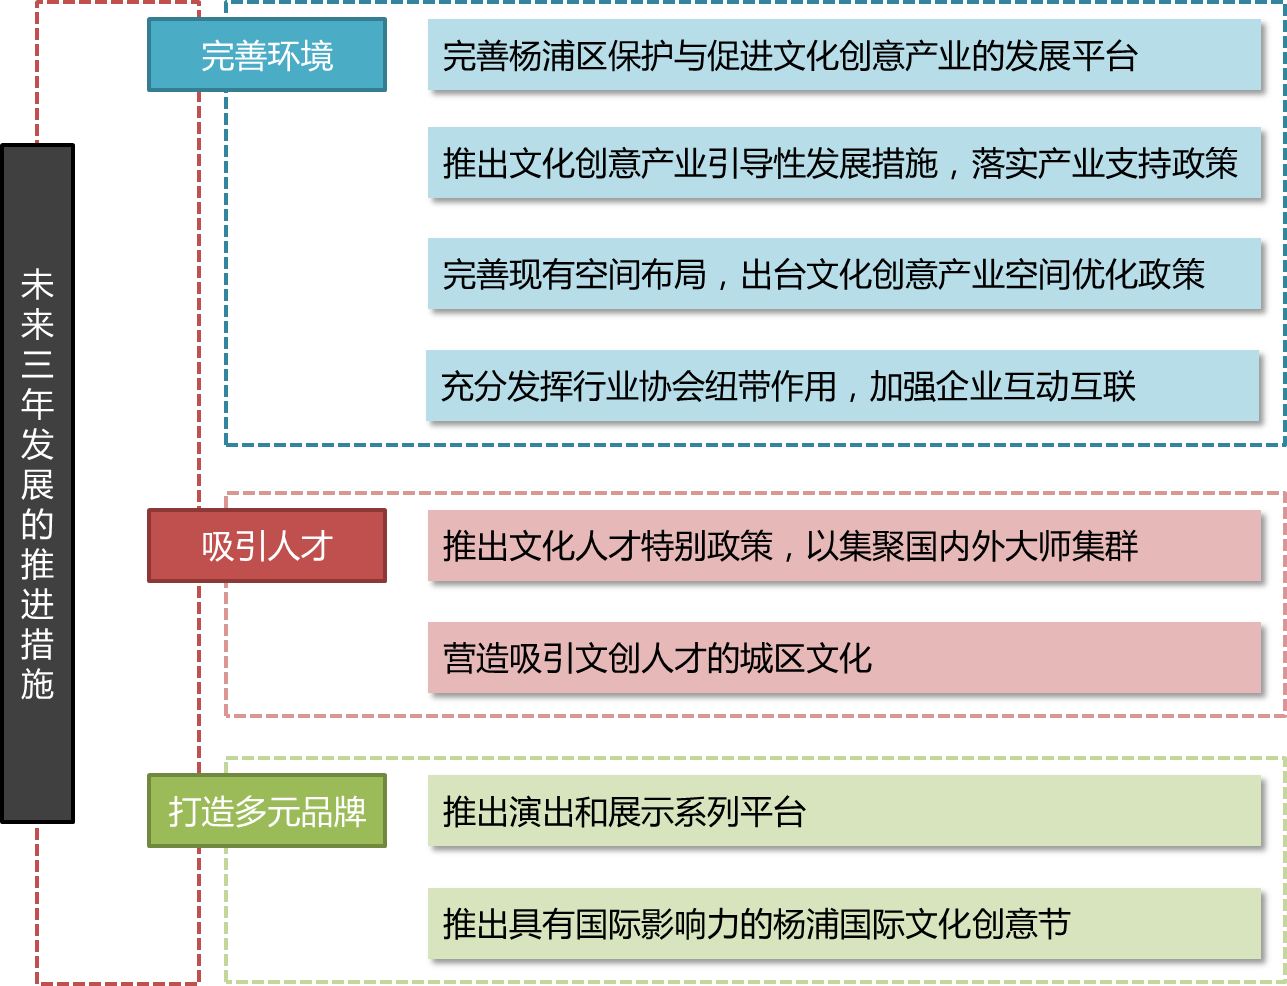 未来三年发展的推进措施
完善环境
完善杨浦区保护与促进文化创意产业的发展平台
推出文化创意产业引导性发展措施，落实产业支持政策
完善现有空间布局，出台文化创意产业空间优化政策
充分发挥行业协会纽带作用，加强企业互动互联
吸引人才
推出文化人才特别政策，以集聚国内外大师集群
营造吸引文创人才的城区文化
打造多元品牌
推出演出和展示系列平台
推出具有国际影响力的杨浦国际文化创意节